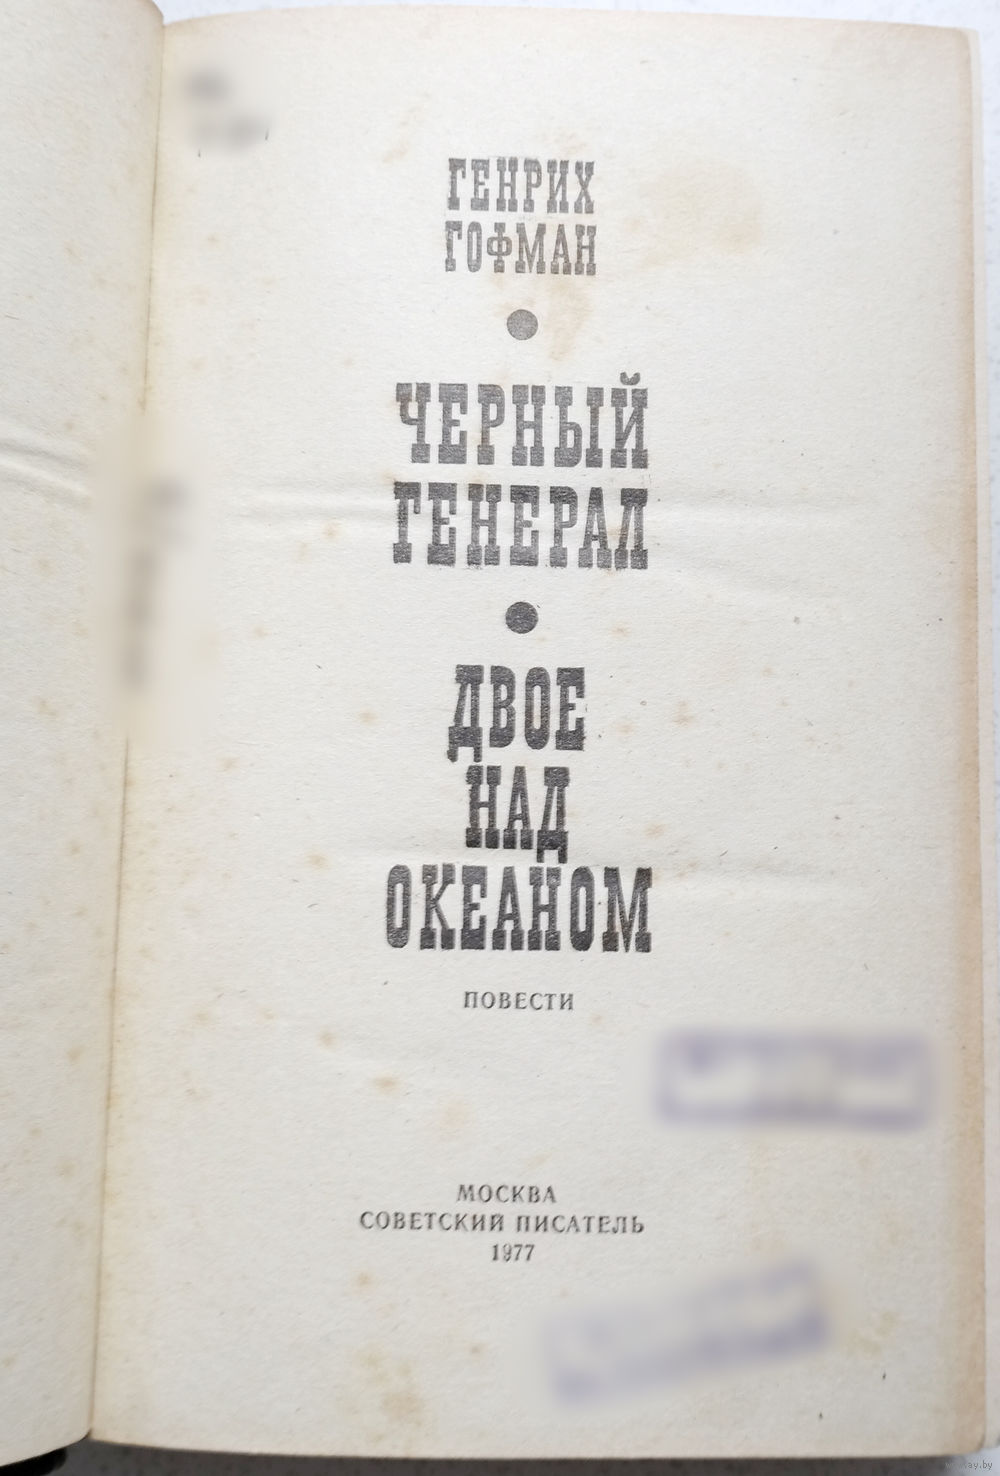 ГЕНРИХ
ГОФМАН
ЧЕРНЫЙ
ГЕНЕРАЛ
ДВОЕ
НАД
ОКЕАНОМ
ПОВЕСТИ
МОСКВА
СОВЕТСКИЙ ПИСАТЕЛЬ
1977